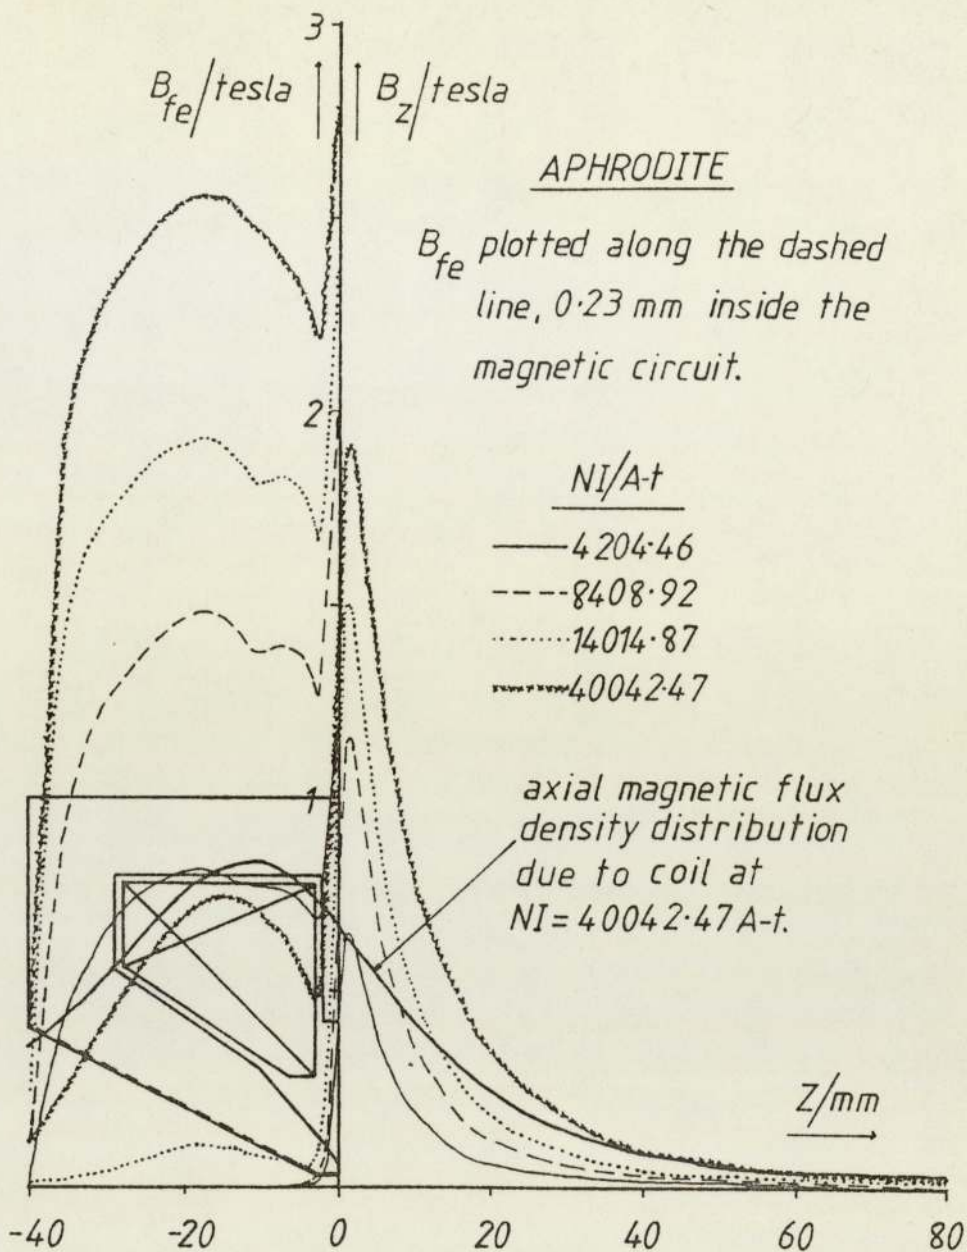 3
B_fe/tesla
B_z/tesla
APHRODITE
B_fe plotted along the dashed
line, 0·23 mm inside the
magnetic circuit.
2
NI/A-t
4204·46
8408·92
14014·87
40042·47
1
axial magnetic flux
density distribution
due to coil at
NI=40042·47A-t.
Z/mm
-40 -20 0 20 40 60 80